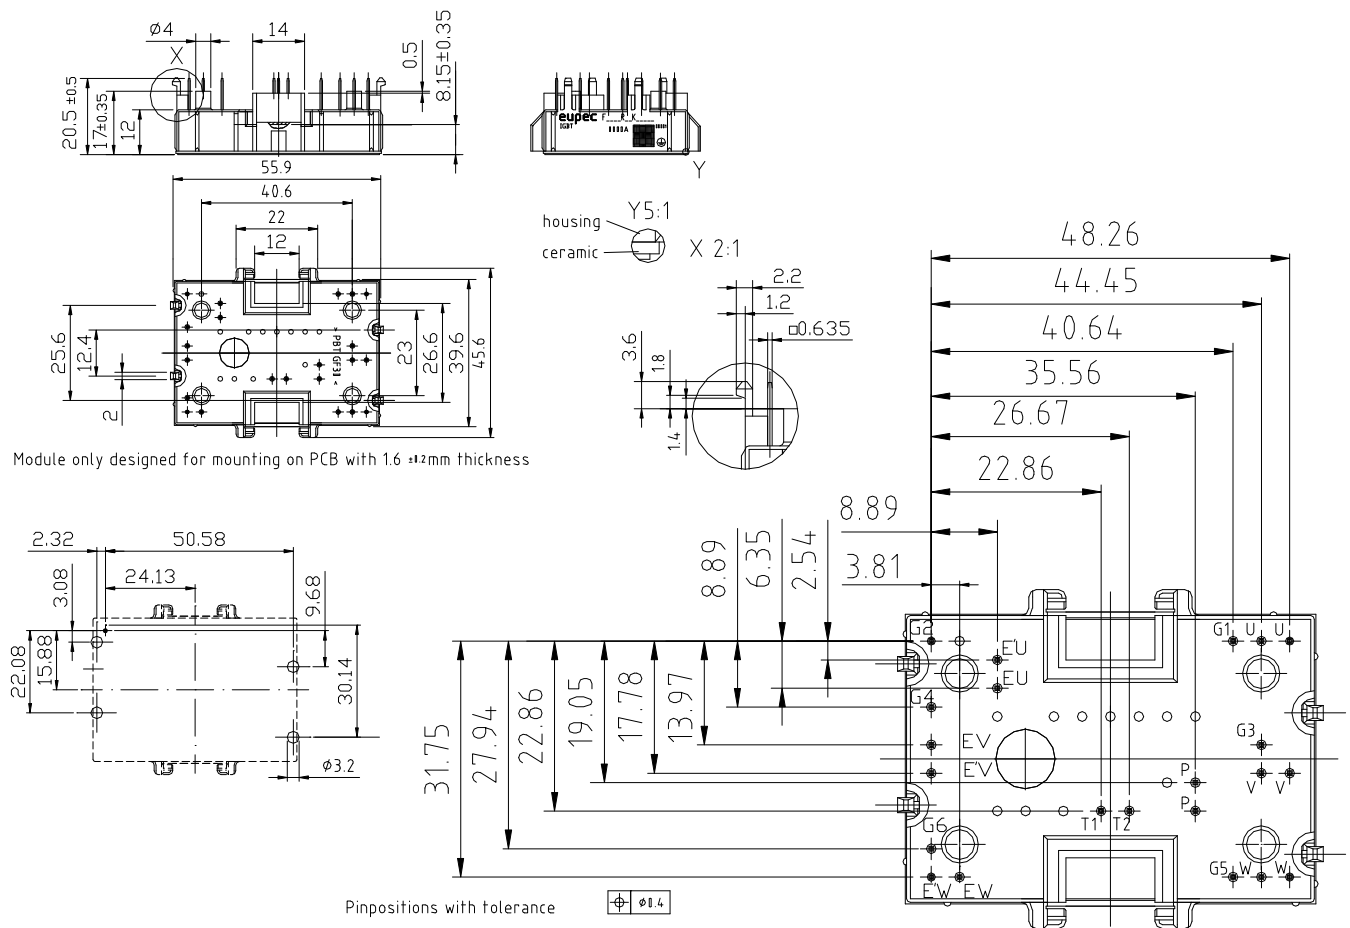 Ø4
14
X
0.5
8.15±0.35
20.5 ±0.5
17±0.35
12
eupec
IGBT
F
R
K
A
Y
55.9
40.6
22
12
25.6
12.4
2
23
26.6
39.6
45.6
housing
ceramic
Y5:1
X 2:1
2.2
1.2
□0.635
3.6
1.8
1.4
Module only designed for mounting on PCB with 1.6 ±0.2mm thickness
48.26
44.45
40.64
35.56
26.67
22.86
8.89
3.81
8.89
6.35
2.54
2.32
50.58
24.13
3.08
9.68
22.08
15.88
30.14
Ø3.2
31.75
27.94
22.86
19.05
17.78
13.97
G2
G1 U U
E'U
EU
G4
EV
E'V
G3
P
V V
P
G6
T1 T2
G5 W W
E'W EW
Pinpositions with tolerance
Ø0.4